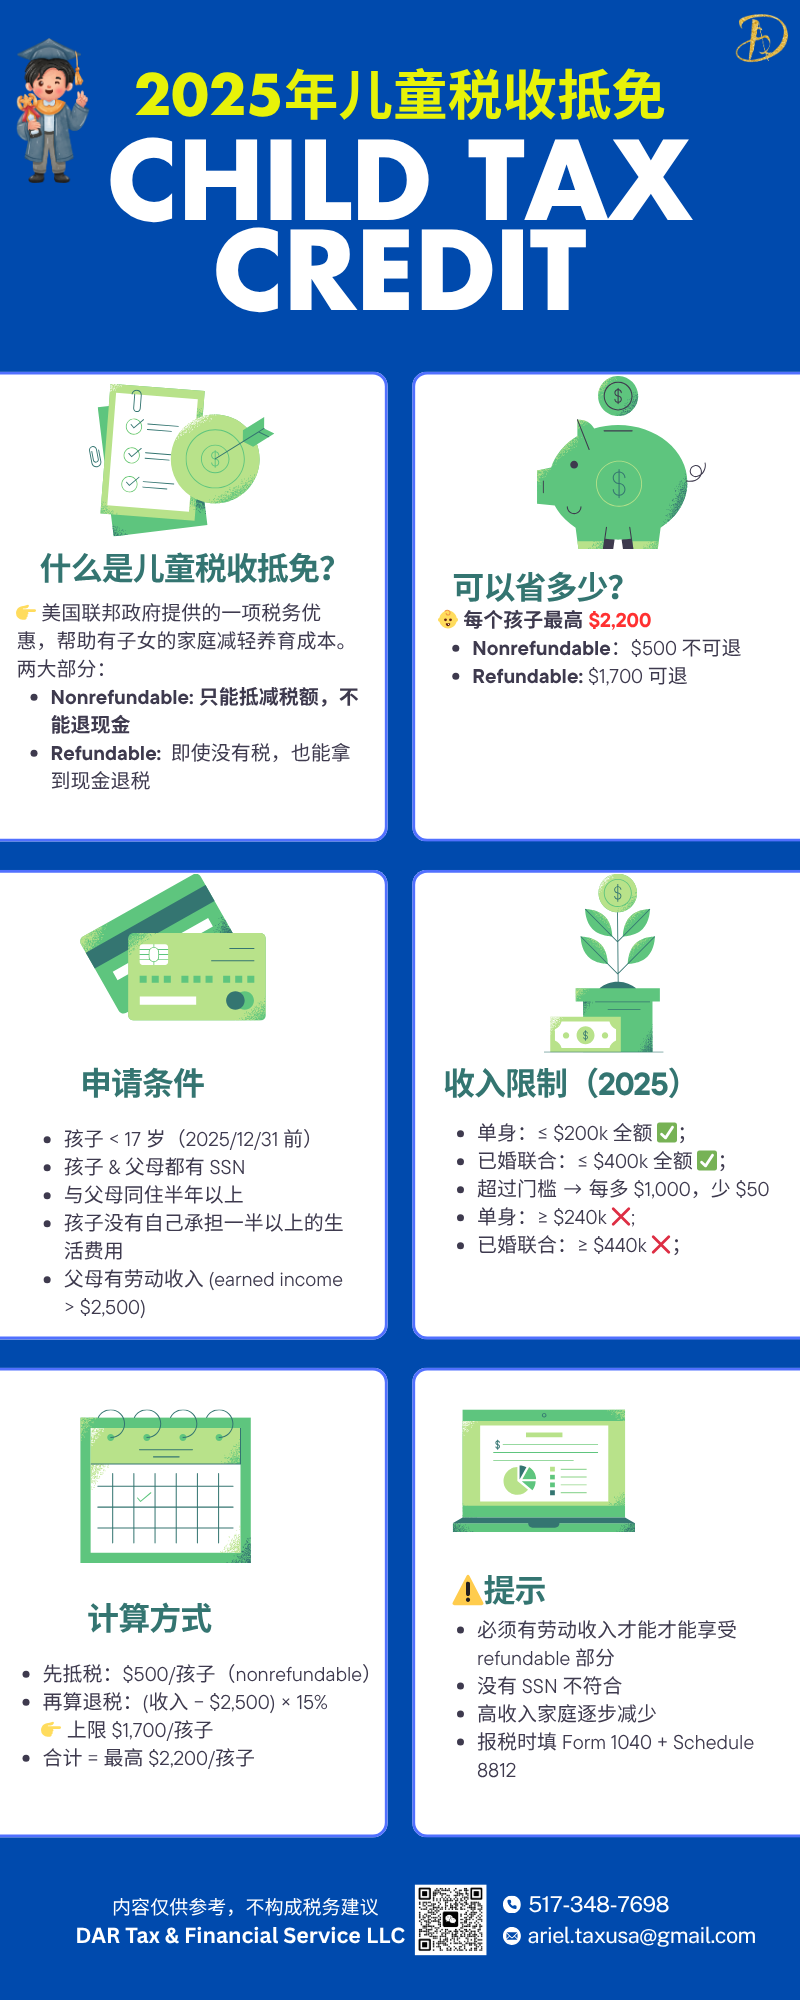 2025年儿童税收抵免
CHILD TAX
CREDIT
什么是儿童税收抵免？
👉 美国联邦政府提供的一项税务优
惠，帮助有子女的家庭减轻养育成本。
两大部分：
• Nonrefundable: 只能抵减税额，不
能退现金
• Refundable: 即使没有税，也能拿
到现金退税
可以省多少？
👶 每个孩子最高 $2,200
• Nonrefundable：$500 不可退
• Refundable: $1,700 可退
申请条件
• 孩子 < 17 岁（2025/12/31 前）
• 孩子 & 父母都有 SSN
• 与父母同住半年以上
• 孩子没有自己承担一半以上的生
活费用
• 父母有劳动收入 (earned income
> $2,500)
收入限制（2025）
• 单身：≤ $200k 全额 ✅；
• 已婚联合：≤ $400k 全额 ✅；
• 超过门槛 → 每多 $1,000，少 $50
• 单身：≥ $240k ❌;
• 已婚联合：≥ $440k ❌；
计算方式
• 先抵税：$500/孩子（nonrefundable）
• 再算退税：(收入 − $2,500) × 15%
👉 上限 $1,700/孩子
• 合计 = 最高 $2,200/孩子
⚠️提示
• 必须有劳动收入才能才能享受
refundable 部分
• 没有 SSN 不符合
• 高收入家庭逐步减少
• 报税时填 Form 1040 + Schedule
8812
内容仅供参考，不构成税务建议
DAR Tax & Financial Service LLC
517-348-7698
ariel.taxusa@gmail.com